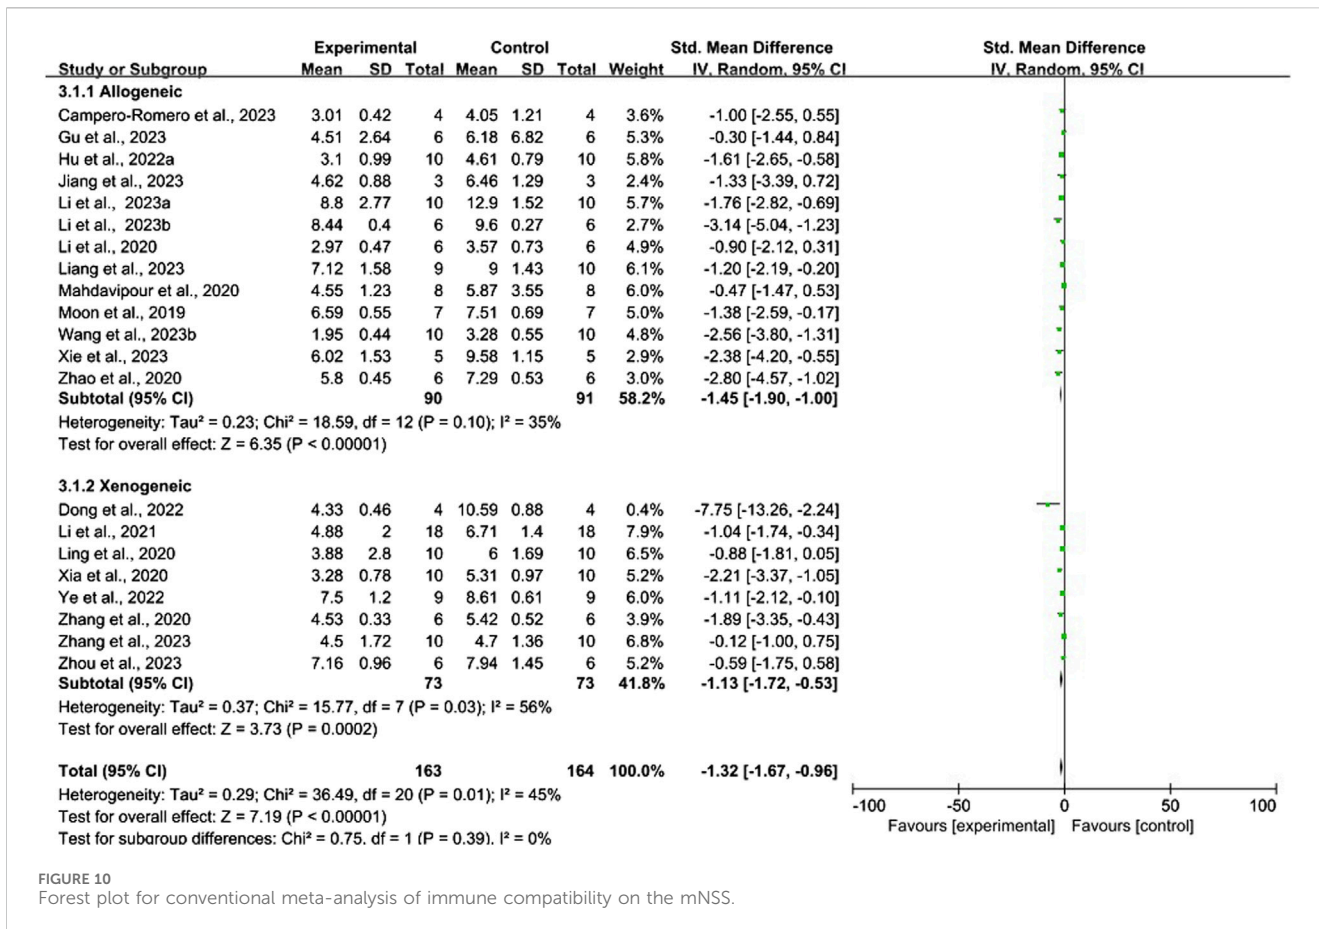 Experimental Control Std. Mean Difference Std. Mean Difference
Study or Subgroup Mean SD Total Mean SD Total Weight IV, Random, 95% CI IV, Random, 95% CI
3.1.1 Allogeneic
Campero-Romero et al., 2023 3.01 0.42 4 4.05 1.21 4 3.6% -1.00 [-2.55, 0.55]
Gu et al., 2023 4.51 2.64 6 6.18 6.82 6 5.3% -0.30 [-1.44, 0.84]
Hu et al., 2022a 3.1 0.99 10 4.61 0.79 10 5.8% -1.61 [-2.65, -0.58]
Jiang et al., 2023 4.62 0.88 3 6.46 1.29 3 2.4% -1.33 [-3.39, 0.72]
Li et al., 2023a 8.8 2.77 10 12.9 1.52 10 5.7% -1.76 [-2.82, -0.69]
Li et al., 2023b 8.44 0.4 6 9.6 0.27 6 2.7% -3.14 [-5.04, -1.23]
Li et al., 2020 2.97 0.47 6 3.57 0.73 6 4.9% -0.90 [-2.12, 0.31]
Liang et al., 2023 7.12 1.58 9 9 1.43 10 6.1% -1.20 [-2.19, -0.20]
Mahdavipour et al., 2020 4.55 1.23 8 5.87 3.55 8 6.0% -0.47 [-1.47, 0.53]
Moon et al., 2019 6.59 0.55 7 7.51 0.69 7 5.0% -1.38 [-2.59, -0.17]
Wang et al., 2023b 1.95 0.44 10 3.28 0.55 10 4.8% -2.56 [-3.80, -1.31]
Xie et al., 2023 6.02 1.53 5 9.58 1.15 5 2.9% -2.38 [-4.20, -0.55]
Zhao et al., 2020 5.8 0.45 6 7.29 0.53 6 3.0% -2.80 [-4.57, -1.02]
Subtotal (95% CI) 90 91 58.2% -1.45 [-1.90, -1.00]
Heterogeneity: Tau² = 0.23; Chi² = 18.59, df = 12 (P = 0.10); I² = 35%
Test for overall effect: Z = 6.35 (P < 0.00001)
3.1.2 Xenogeneic
Dong et al., 2022 4.33 0.46 4 10.59 0.88 4 0.4% -7.75 [-13.26, -2.24]
Li et al., 2021 4.88 2 18 6.71 1.4 18 7.9% -1.04 [-1.74, -0.34]
Ling et al., 2020 3.88 2.8 10 6 1.69 10 6.5% -0.88 [-1.81, 0.05]
Xia et al., 2020 3.28 0.78 10 5.31 0.97 10 5.2% -2.21 [-3.37, -1.05]
Ye et al., 2022 7.5 1.2 9 8.61 0.61 9 6.0% -1.11 [-2.12, -0.10]
Zhang et al., 2020 4.53 0.33 6 5.42 0.52 6 3.9% -1.89 [-3.35, -0.43]
Zhang et al., 2023 4.5 1.72 10 4.7 1.36 10 6.8% -0.12 [-1.00, 0.75]
Zhou et al., 2023 7.16 0.96 6 7.94 1.45 6 5.2% -0.59 [-1.75, 0.58]
Subtotal (95% CI) 73 73 41.8% -1.13 [-1.72, -0.53]
Heterogeneity: Tau² = 0.37; Chi² = 15.77, df = 7 (P = 0.03); I² = 56%
Test for overall effect: Z = 3.73 (P = 0.0002)
Total (95% CI) 163 164 100.0% -1.32 [-1.67, -0.96]
Heterogeneity: Tau² = 0.29; Chi² = 36.49, df = 20 (P = 0.01); I² = 45%
Test for overall effect: Z = 7.19 (P < 0.00001)
Test for subgroup differences: Chi² = 0.75, df = 1 (P = 0.39), I² = 0%
-100 -50 0 50 100
Favours [experimental] Favours [control]
FIGURE 10
Forest plot for conventional meta-analysis of immune compatibility on the mNSS.